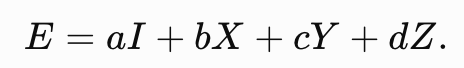 E = aI + bX + cY + dZ.